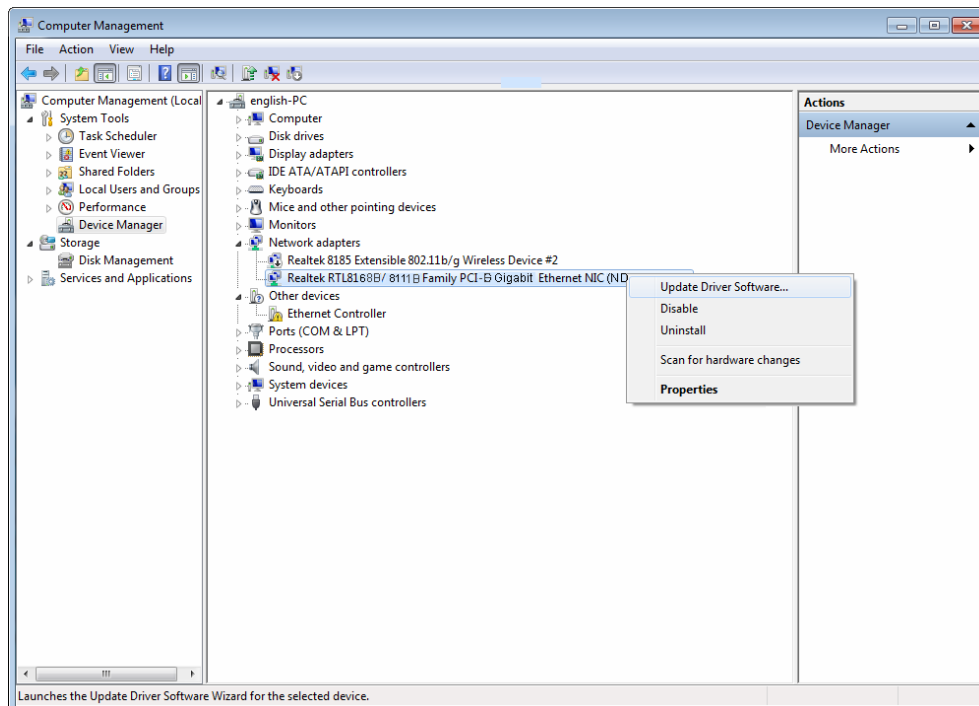 Computer Management
File Action View Help
Computer Management (Local
System Tools
Task Scheduler
Event Viewer
Shared Folders
Local Users and Groups
Performance
Device Manager
Storage
Disk Management
Services and Applications
english-PC
Computer
Disk drives
Display adapters
IDE ATA/ATAPI controllers
Keyboards
Mice and other pointing devices
Monitors
Network adapters
Realtek 8185 Extensible 802.11b/g Wireless Device #2
Realtek RTL8168B/ 8111B Family PCI-E Gigabit Ethernet NIC (ND
Other devices
Ethernet Controller
Ports (COM & LPT)
Processors
Sound, video and game controllers
System devices
Universal Serial Bus controllers
Update Driver Software...
Disable
Uninstall
Scan for hardware changes
Properties
Actions
Device Manager
More Actions
Launches the Update Driver Software Wizard for the selected device.